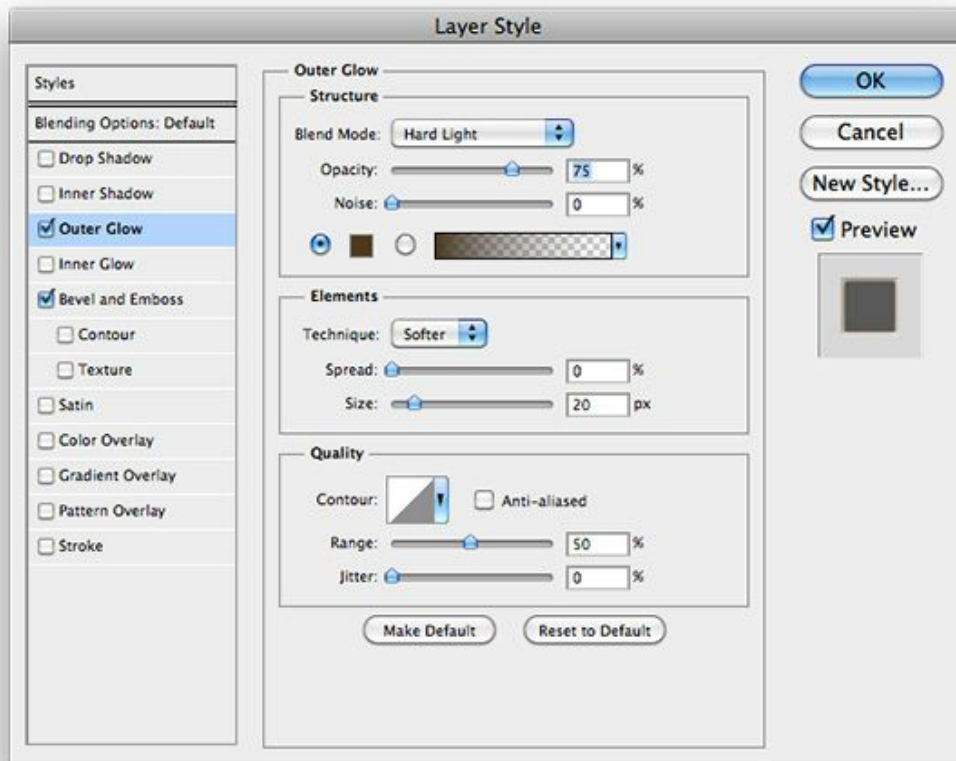 Layer Style
Styles
Blending Options: Default
Drop Shadow
Inner Shadow
Outer Glow
Inner Glow
Bevel and Emboss
Contour
Texture
Satin
Color Overlay
Gradient Overlay
Pattern Overlay
Stroke
Outer Glow
Structure
Blend Mode: Hard Light
Opacity: 75 %
Noise: 0 %
Elements
Technique: Softer
Spread: 0 %
Size: 20 px
Quality
Contour: Anti-aliased
Range: 50 %
Jitter: 0 %
Make Default Reset to Default
OK
Cancel
New Style...
Preview